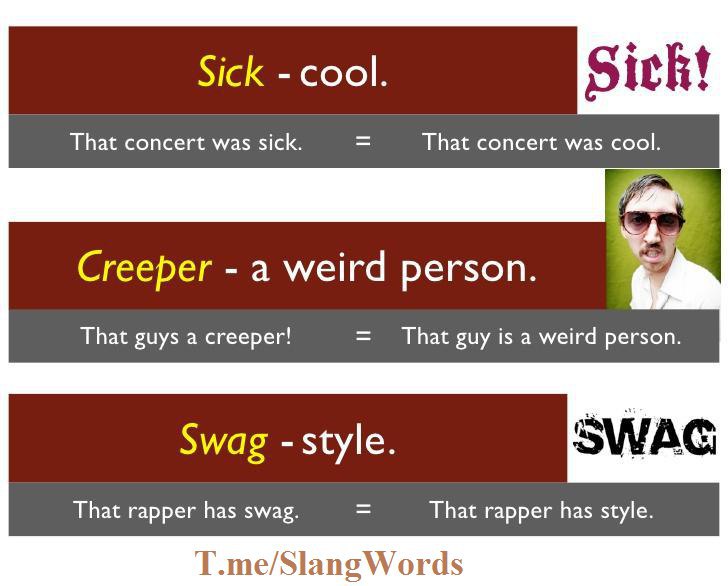 Sick - cool.
Sick!
That concert was sick. = That concert was cool.
Creeper - a weird person.
That guys a creeper! = That guy is a weird person.
Swag - style.
SWAG
That rapper has swag. = That rapper has style.
T.me/SlangWords